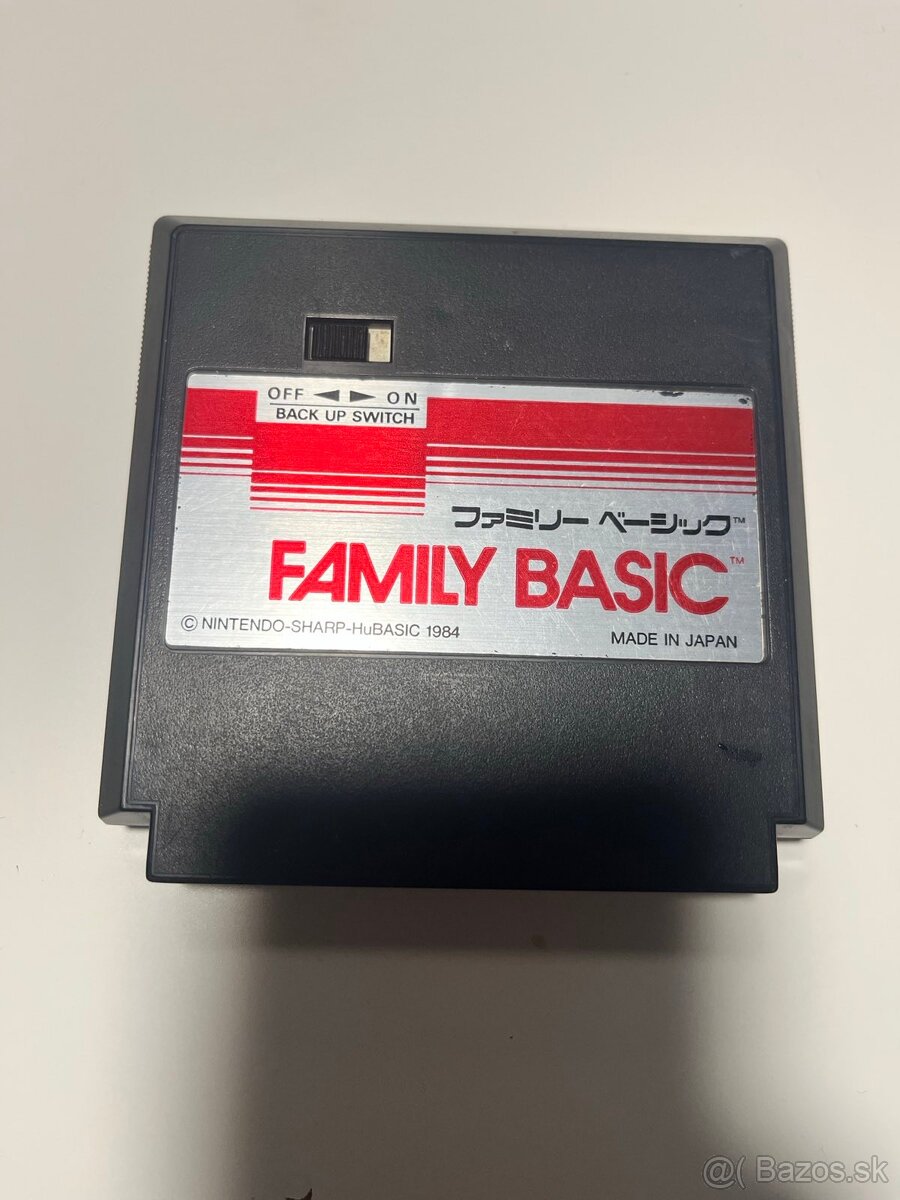 OFF ◄ ► ON
BACK UP SWITCH
ファミリー ベーシック™
FAMILY BASIC™
© NINTENDO-SHARP-HuBASIC 1984
MADE IN JAPAN
@( Bazos.sk